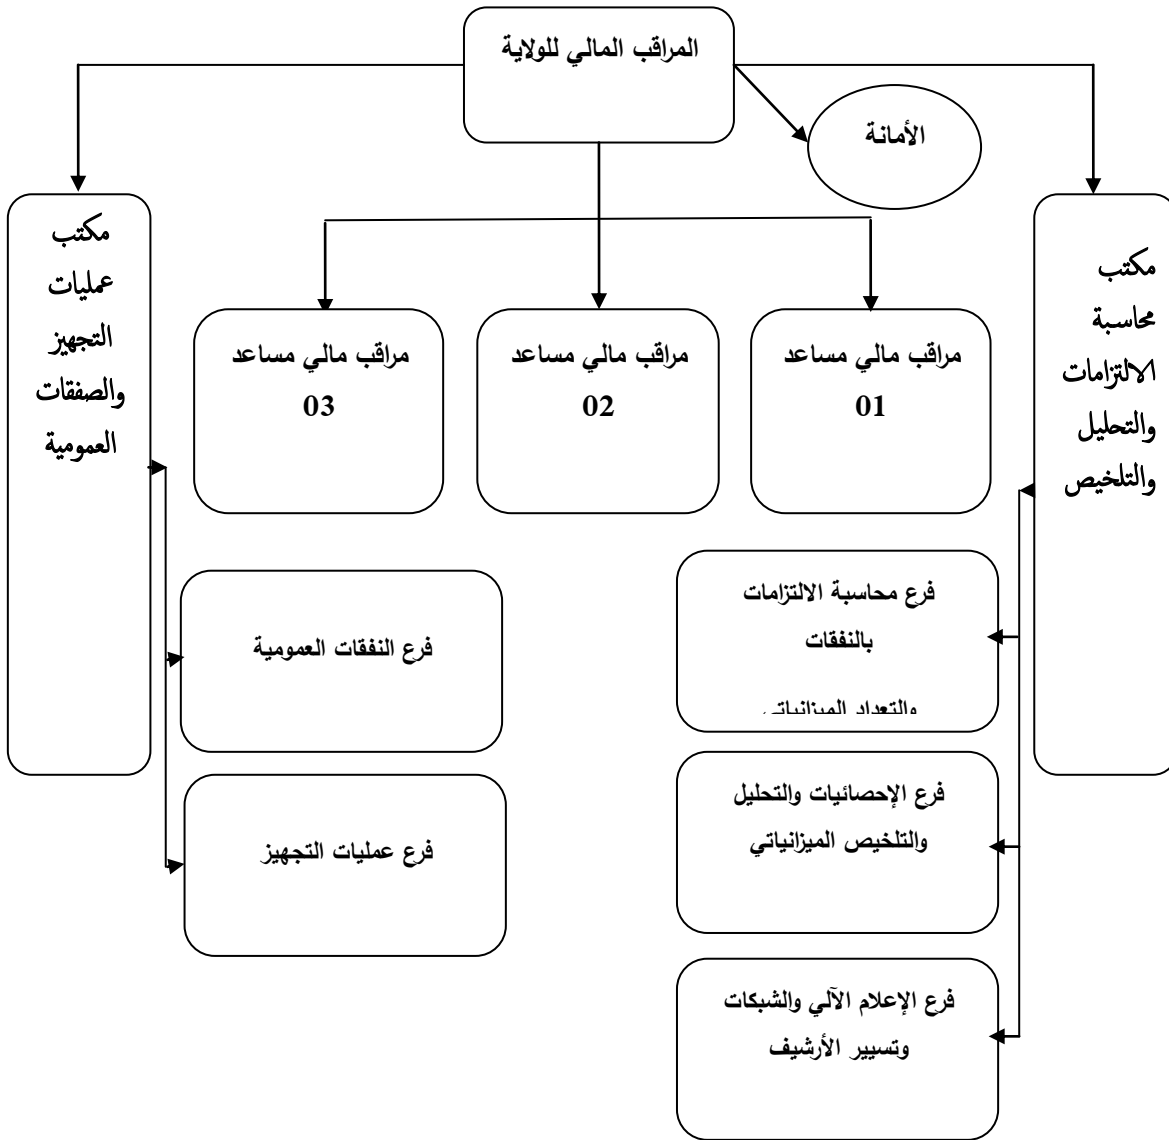 المراقب المالي للولاية
الأمانة
مكتب
محاسبة
الالتزامات
والتحليل
والتلخيص
مكتب
عمليات
التجهيز
والصفقات
العمومية
مراقب مالي مساعد
01
مراقب مالي مساعد
02
مراقب مالي مساعد
03
فرع محاسبة الالتزامات
بالنفقات
والتعداد الميزانياتي
فرع الإحصائيات والتحليل
والتلخيص الميزانياتي
فرع الإعلام الآلي والشبكات
وتسيير الأرشيف
فرع النفقات العمومية
فرع عمليات التجهيز